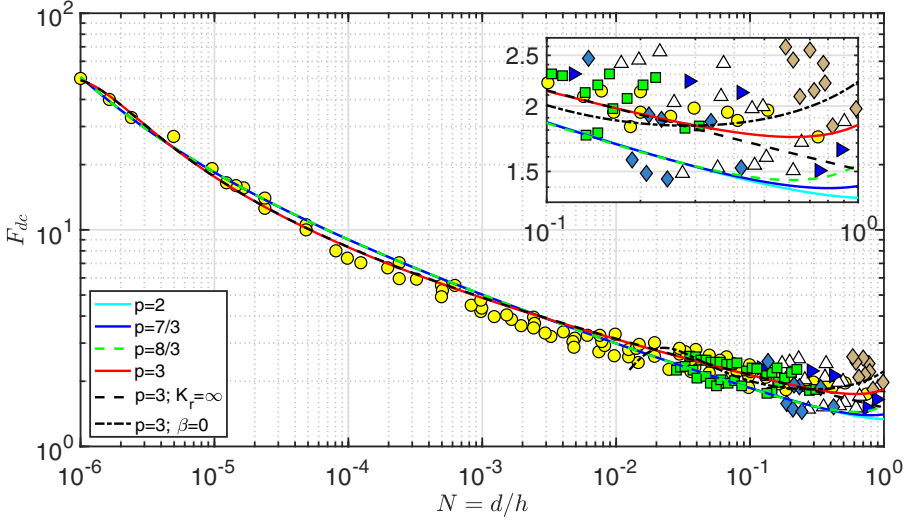 10^2
10^1
10^0
F_{dc}
2.5
2
1.5
10^{-1}
10^0
p=2
p=7/3
p=8/3
p=3
p=3; K_r=∞
p=3; β=0
10^{-6}
10^{-5}
10^{-4}
10^{-3}
10^{-2}
10^{-1}
10^0
N = d/h